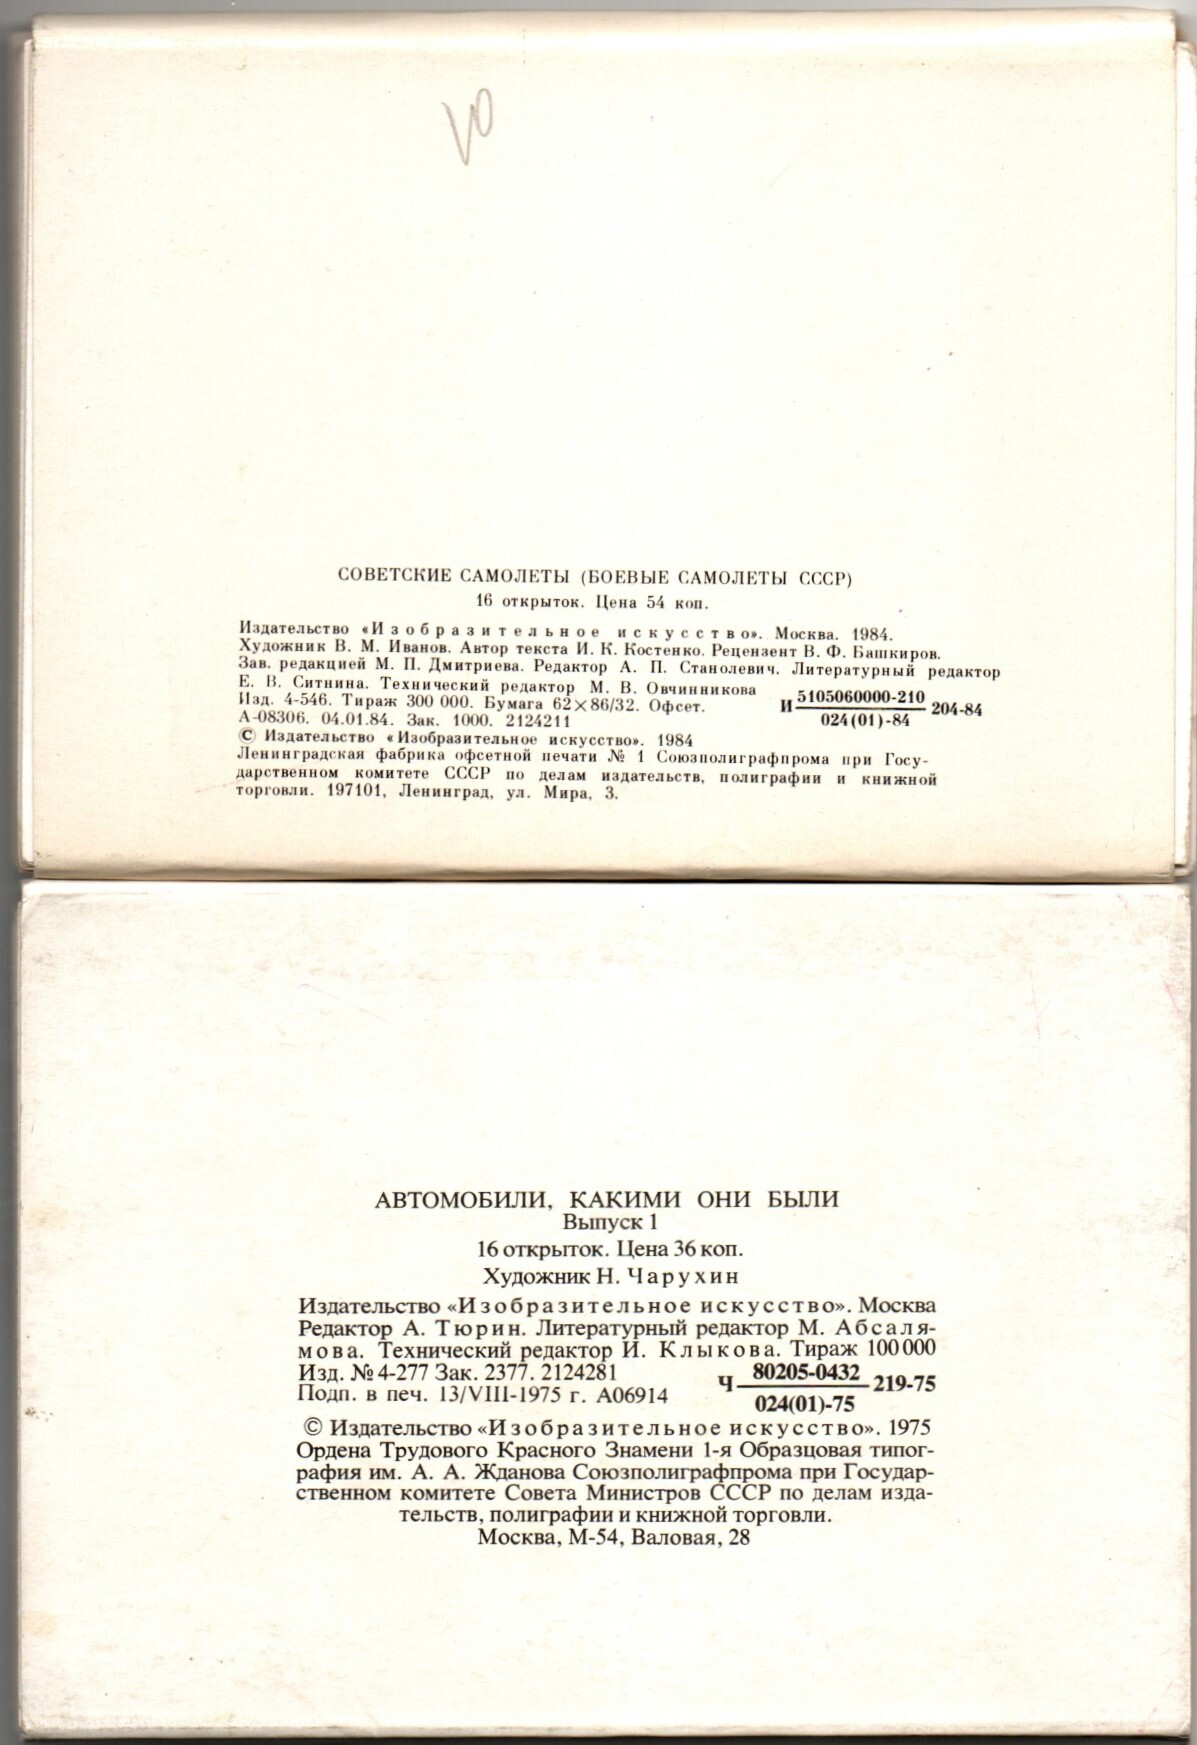 СОВЕТСКИЕ САМОЛЕТЫ (БОЕВЫЕ САМОЛЕТЫ СССР)
16 открыток. Цена 54 коп.
Издательство «Изобразительное искусство». Москва. 1984.
Художник В. М. Иванов. Автор текста И. К. Костенко. Рецензент В. Ф. Башкиров.
Зав. редакцией М. П. Дмитриева. Редактор А. П. Станолевич. Литературный редактор
Е. В. Ситнина. Технический редактор М. В. Овчинникова
Изд. 4-546. Тираж 300 000. Бумага 62×86/32. Офсет.
А-08306. 04.01.84. Зак. 1000. 2124211
И 5105060000-210 204-84
024(01)-84
© Издательство «Изобразительное искусство». 1984
Ленинградская фабрика офсетной печати № 1 Союзполиграфпрома при Госу-
дарственном комитете СССР по делам издательств, полиграфии и книжной
торговли. 197101, Ленинград, ул. Мира, 3.
АВТОМОБИЛИ, КАКИМИ ОНИ БЫЛИ
Выпуск 1
16 открыток. Цена 36 коп.
Художник Н. Чарухин
Издательство «Изобразительное искусство». Москва
Редактор А. Тюрин. Литературный редактор М. Абсаля-
мова. Технический редактор И. Клыкова. Тираж 100 000
Изд. № 4-277 Зак. 2377. 2124281
Подп. в печ. 13/VIII-1975 г. А06914
Ч 80205-0432 219-75
024(01)-75
© Издательство «Изобразительное искусство». 1975
Ордена Трудового Красного Знамени 1-я Образцовая типог-
рафия им. А. А. Жданова Союзполиграфпрома при Государ-
ственном комитете Совета Министров СССР по делам изда-
тельств, полиграфии и книжной торговли.
Москва, М-54, Валовая, 28